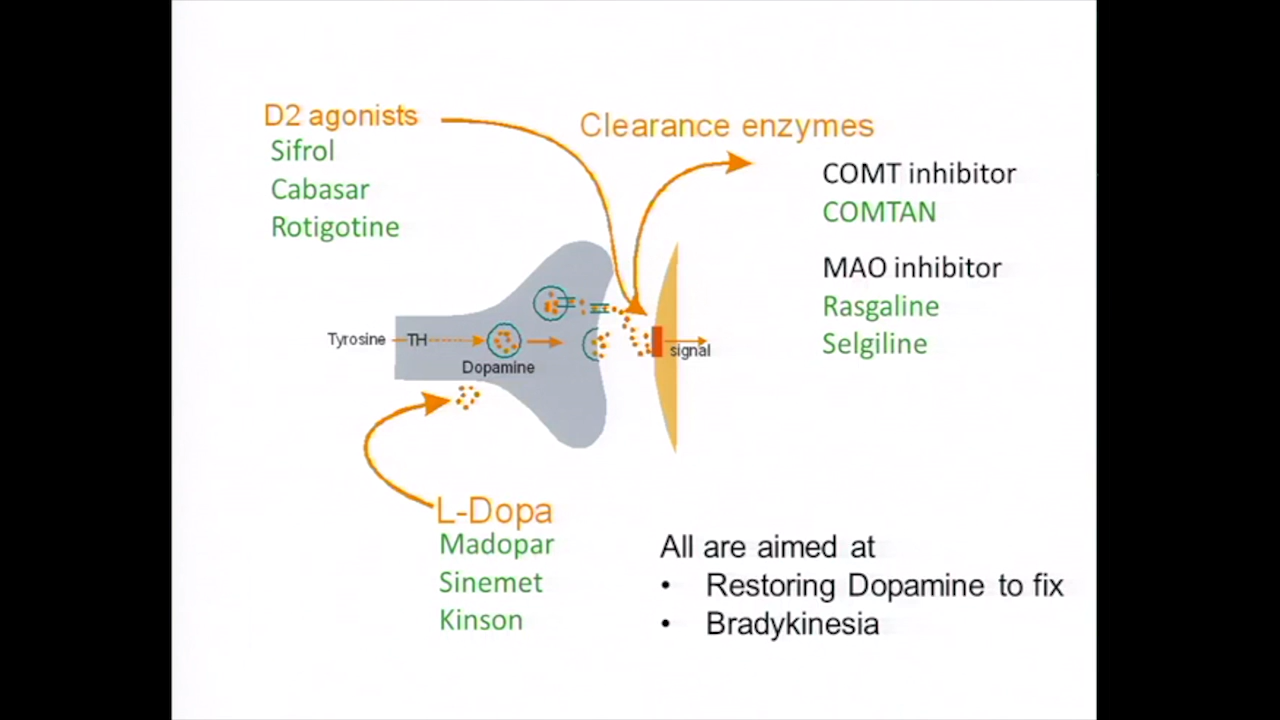 D2 agonists
Sifrol
Cabasar
Rotigotine
Clearance enzymes
COMT inhibitor
COMTAN
MAO inhibitor
Rasgaline
Selgiline
Tyrosine
TH
Dopamine
signal
L-Dopa
Madopar
Sinemet
Kinson
All are aimed at
• Restoring Dopamine to fix
• Bradykinesia